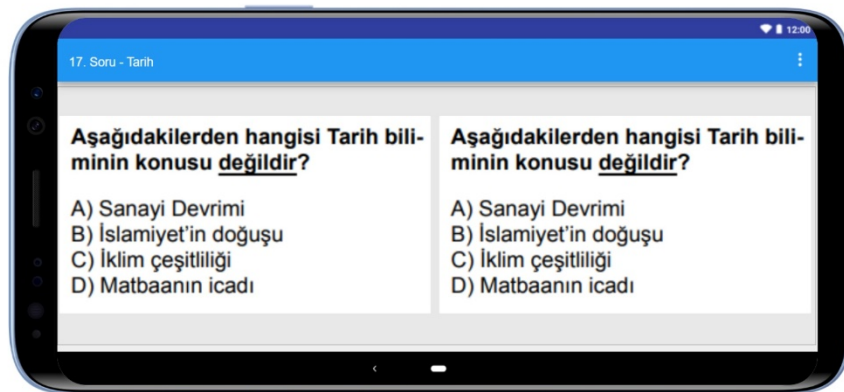 12:00
17. Soru - Tarih
Aşağıdakilerden hangisi Tarih bili-
minin konusu değildir?
A) Sanayi Devrimi
B) İslamiyet’in doğuşu
C) İklim çeşitliliği
D) Matbaanın icadı
Aşağıdakilerden hangisi Tarih bili-
minin konusu değildir?
A) Sanayi Devrimi
B) İslamiyet’in doğuşu
C) İklim çeşitliliği
D) Matbaanın icadı